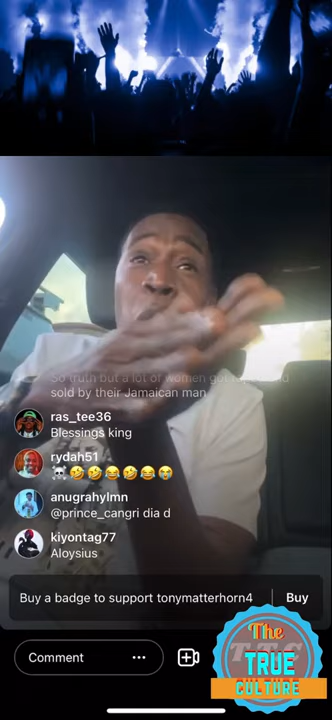 So truth but a lot of women got
sold by their Jamaican man
ras_tee36
Blessings king
rydah51
☠️🤣🤣😂🤣😂😭
anugrahylmn
@prince_cangri dia d
kiyontag77
Aloysius
Buy a badge to support tonymatterhorn4
Buy
Comment
The
TRUE
CULTURE